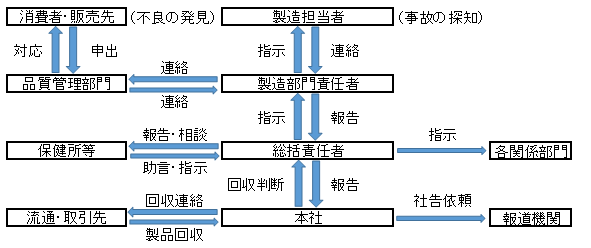 消費者・販売先 (不良の発見) 製造担当者 (事故の探知)
対応 申出 指示 連絡
連絡
品質管理部門 製造部門責任者
連絡
指示 報告
報告・相談 指示
保健所等 総括責任者 各関係部門
助言・指示
回収判断 報告
回収連絡 社告依頼
流通・取引先 本社 報道機関
製品回収